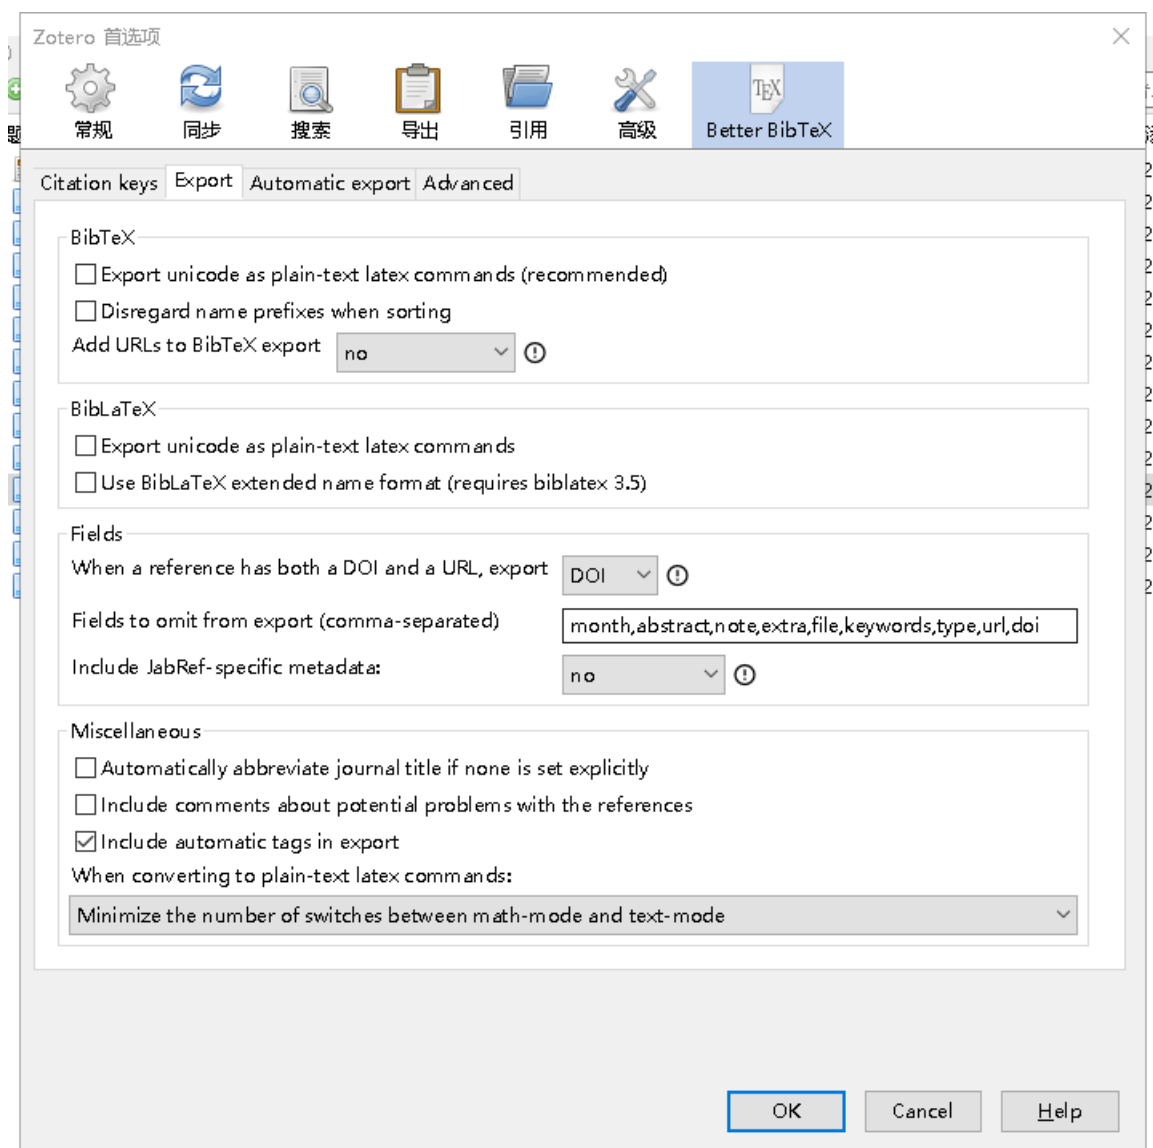 Zotero 首选项
常规 同步 搜索 导出 引用 高级 TEX Better BibTeX
Citation keys Export Automatic export Advanced
BibTeX
Export unicode as plain-text latex commands (recommended)
Disregard name prefixes when sorting
Add URLs to BibTeX export no
BibLaTeX
Export unicode as plain-text latex commands
Use BibLaTeX extended name format (requires biblatex 3.5)
Fields
When a reference has both a DOI and a URL, export DOI
Fields to omit from export (comma-separated) month,abstract,note,extra,file,keywords,type,url,doi
Include JabRef-specific metadata: no
Miscellaneous
Automatically abbreviate journal title if none is set explicitly
Include comments about potential problems with the references
Include automatic tags in export
When converting to plain-text latex commands:
Minimize the number of switches between math-mode and text-mode
OK Cancel Help